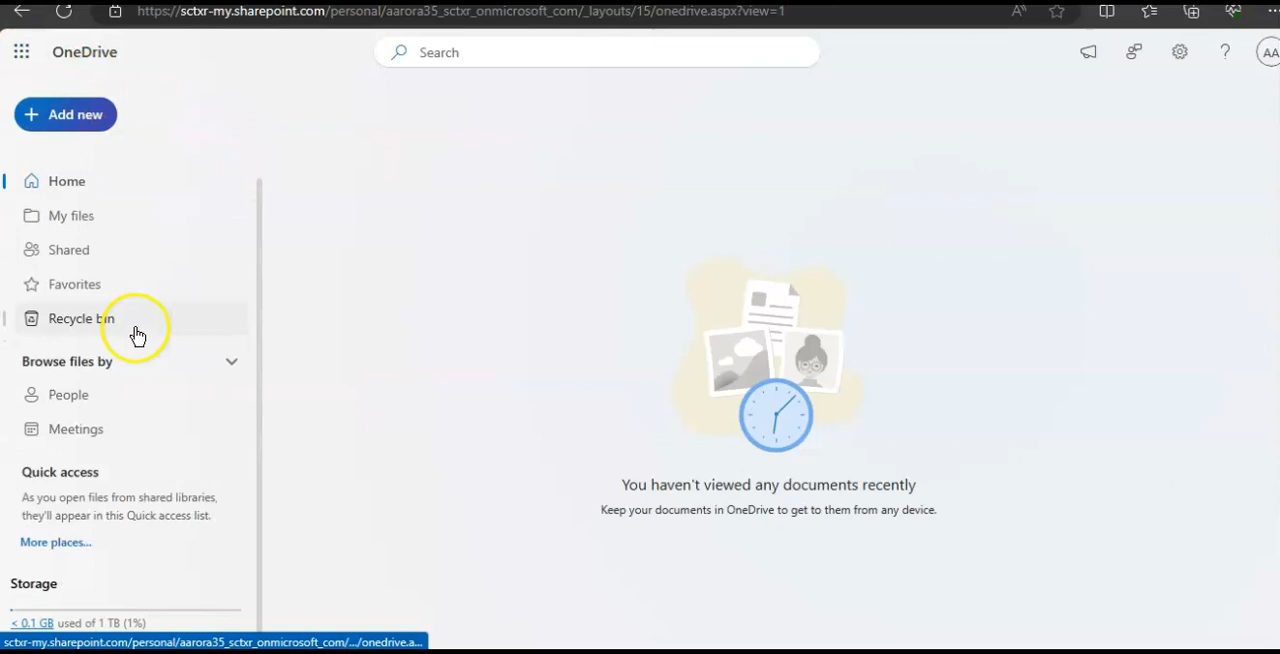 https://sctxr-my.sharepoint.com/personal/aarora35_sctxr_onmicrosoft_com/_layouts/15/onedrive.aspx?view=1
OneDrive
Search
AA
+ Add new
Home
My files
Shared
Favorites
Recycle bin
Browse files by
People
Meetings
Quick access
As you open files from shared libraries,
they'll appear in this Quick access list.
More places...
Storage
< 0.1 GB used of 1 TB (1%)
sctxr-my.sharepoint.com/personal/aarora35_sctxr_onmicrosoft_com/.../onedrive.a...
You haven't viewed any documents recently
Keep your documents in OneDrive to get to them from any device.